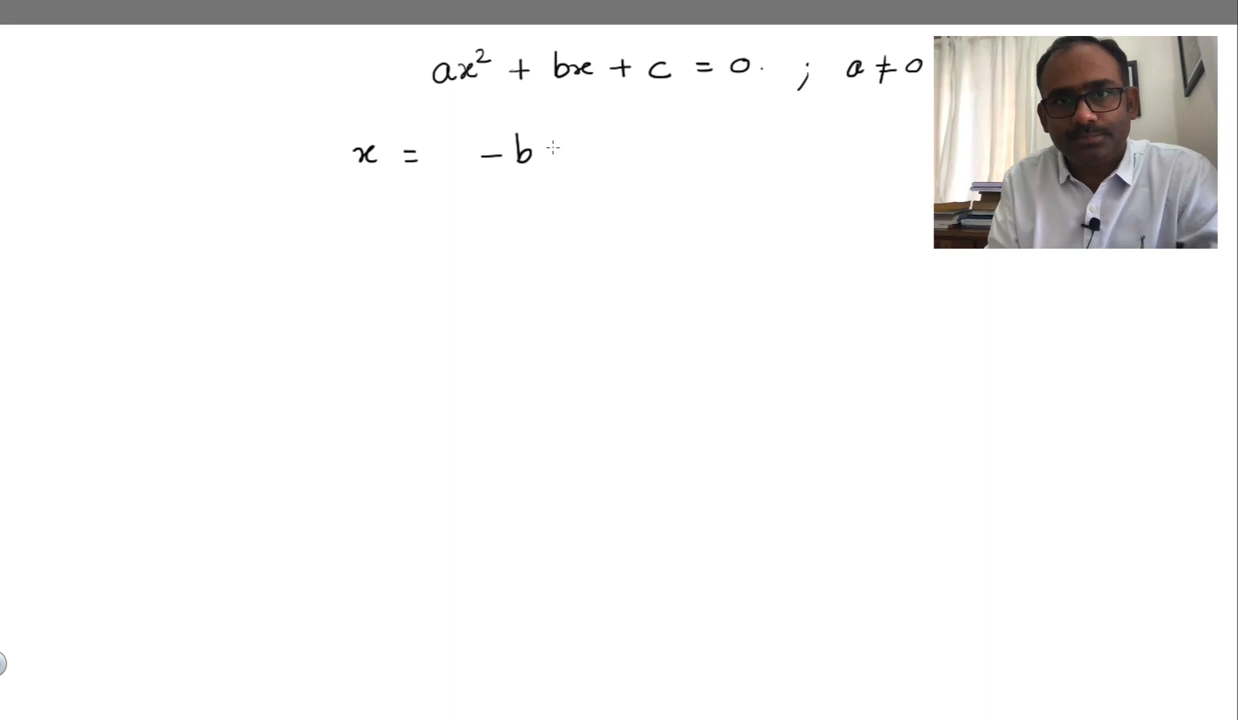 ax² + bx + c = 0. ; a ≠ 0
x = - b